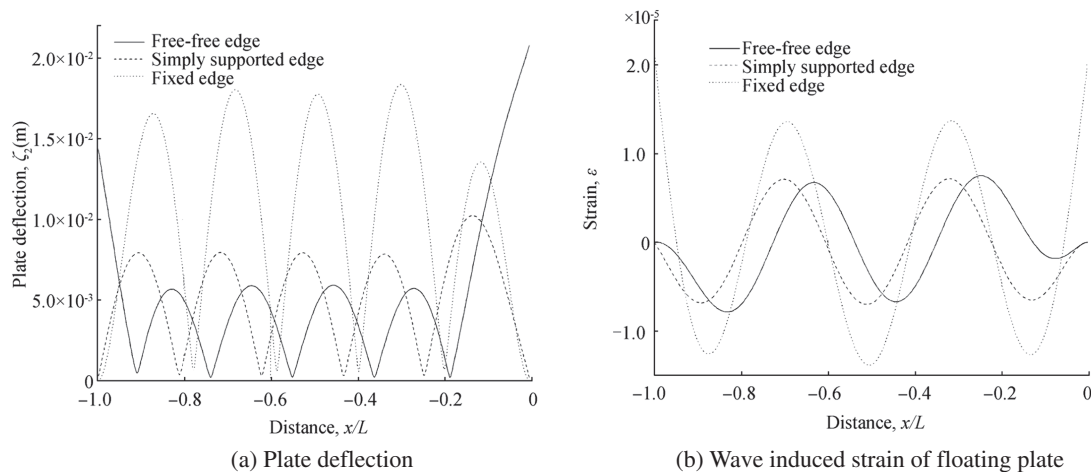 Free-free edge
Simply supported edge
Fixed edge
2.0×10⁻²
1.5×10⁻²
1.0×10⁻²
5.0×10⁻³
0
Plate deflection, ζ₂(m)
−1.0
−0.8
−0.6
−0.4
−0.2
0
Distance, x/L
(a) Plate deflection
×10⁻⁵
Free-free edge
Simply supported edge
Fixed edge
2.0
1.0
0
−1.0
Strain, ε
−1.0
−0.8
−0.6
−0.4
−0.2
0
Distance, x/L
(b) Wave induced strain of floating plate